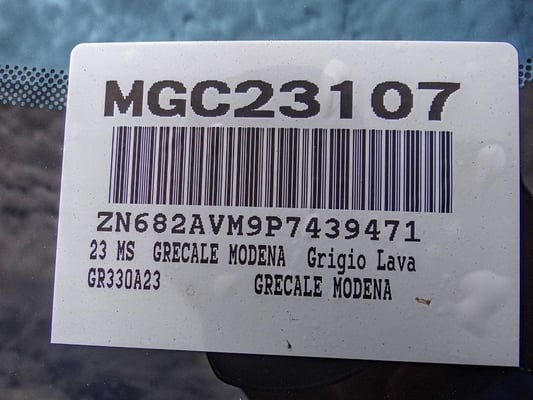 MGC23107
ZN682AVM9P7439471
23 MS GRECALE MODENA Grigio Lava
GR330A23 GRECALE MODENA